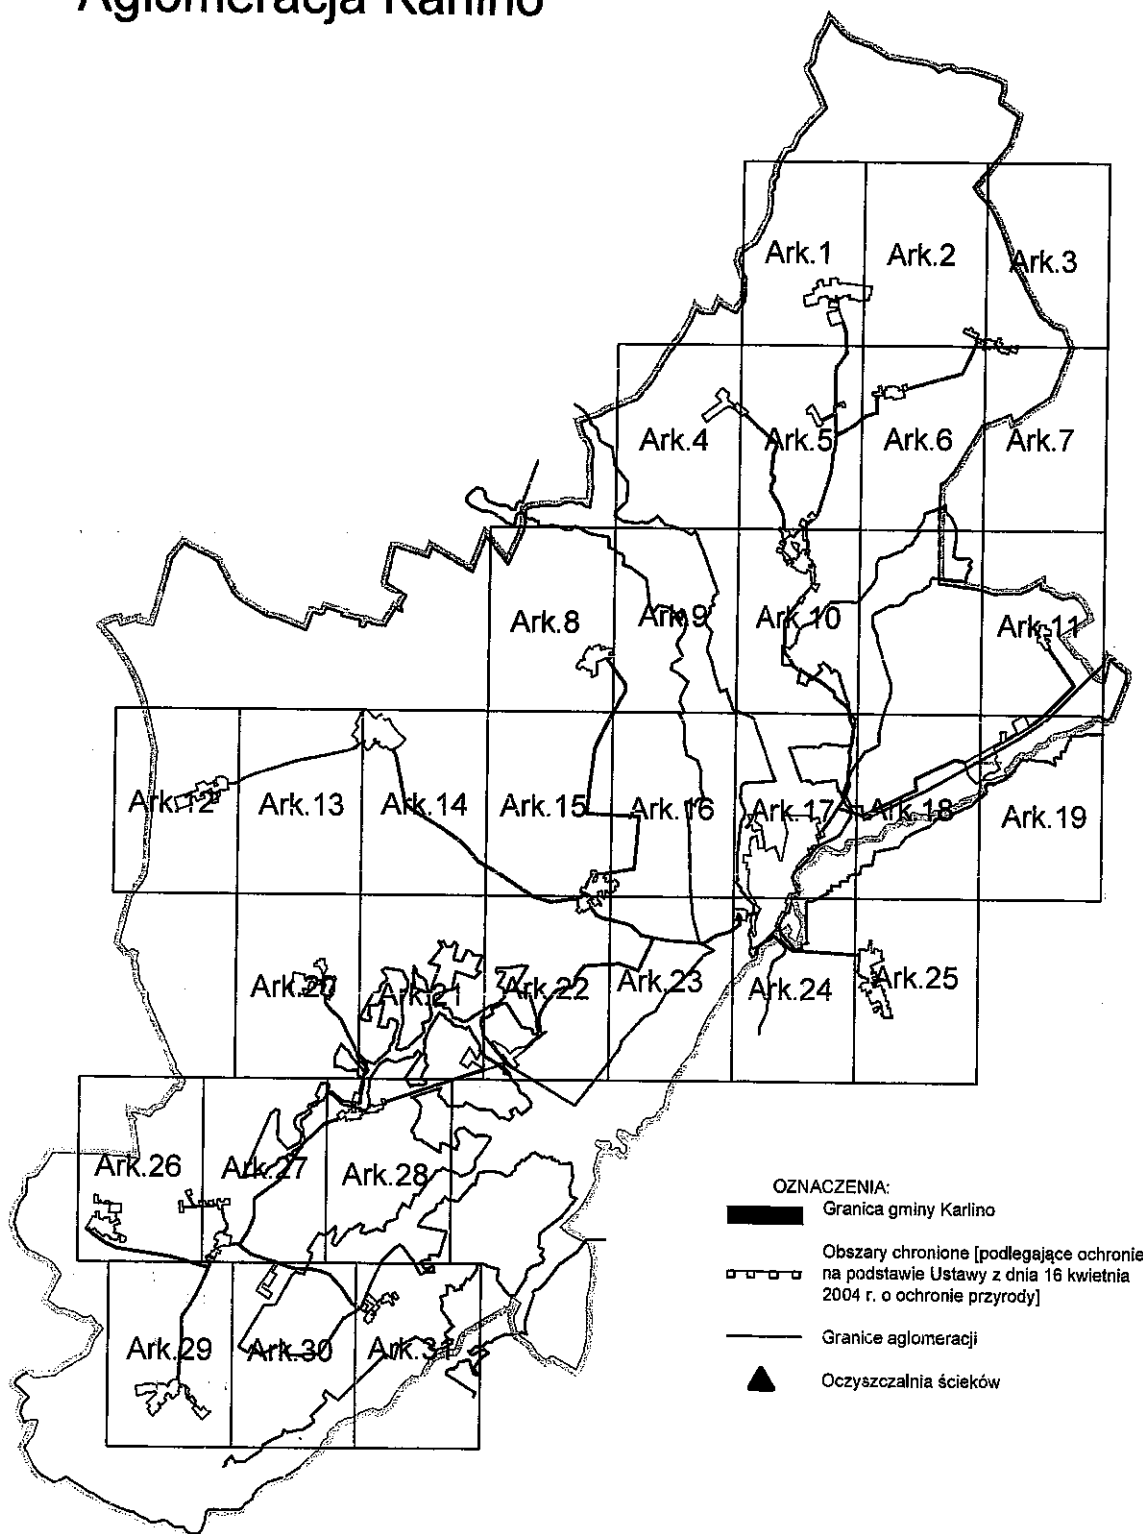 Aglomeracja Karlino
Ark.1
Ark.2
Ark.3
Ark.4
Ark.5
Ark.6
Ark.7
Ark.8
Ark.9
Ark.10
Ark.11
Ark.12
Ark.13
Ark.14
Ark.15
Ark.16
Ark.17
Ark.18
Ark.19
Ark.20
Ark.21
Ark.22
Ark.23
Ark.24
Ark.25
Ark.26
Ark.27
Ark.28
Ark.29
Ark.30
Ark.31
OZNACZENIA:
Granica gminy Karlino
Obszary chronione [podlegające ochronie
na podstawie Ustawy z dnia 16 kwietnia
2004 r. o ochronie przyrody]
Granice aglomeracji
Oczyszczalnia ścieków